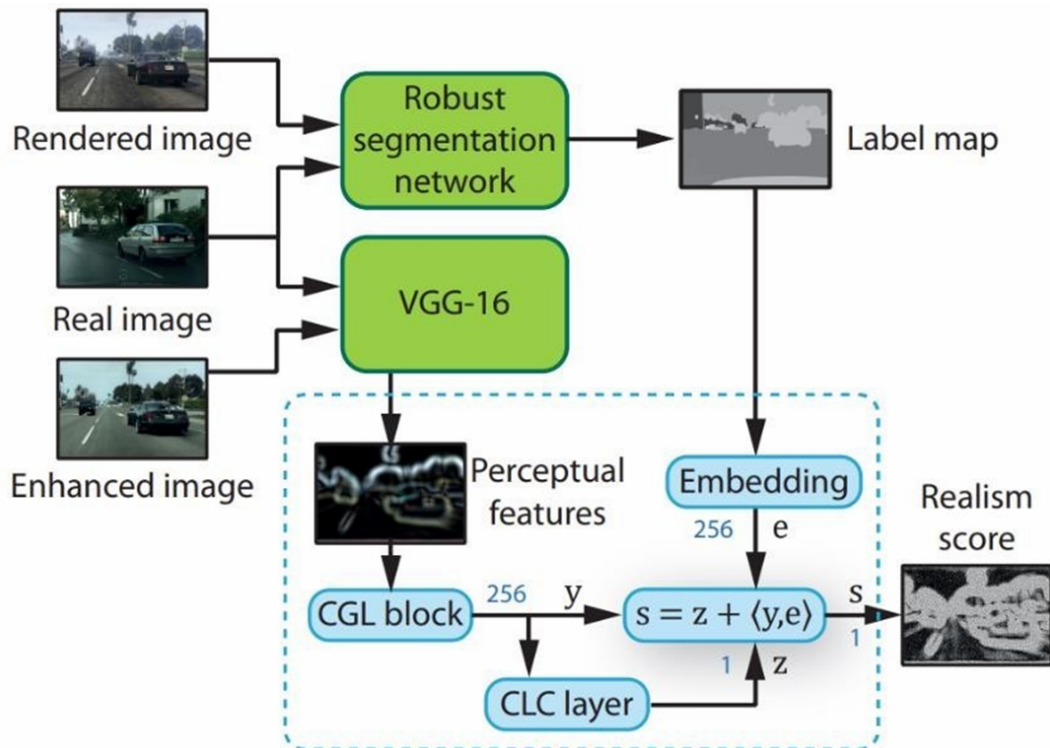 Rendered image
Real image
Enhanced image
Robust
segmentation
network
Label map
VGG-16
Perceptual
features
Embedding
256 e
CGL block
256 y
s = z + ⟨y,e⟩
1 z
CLC layer
s
1
Realism
score